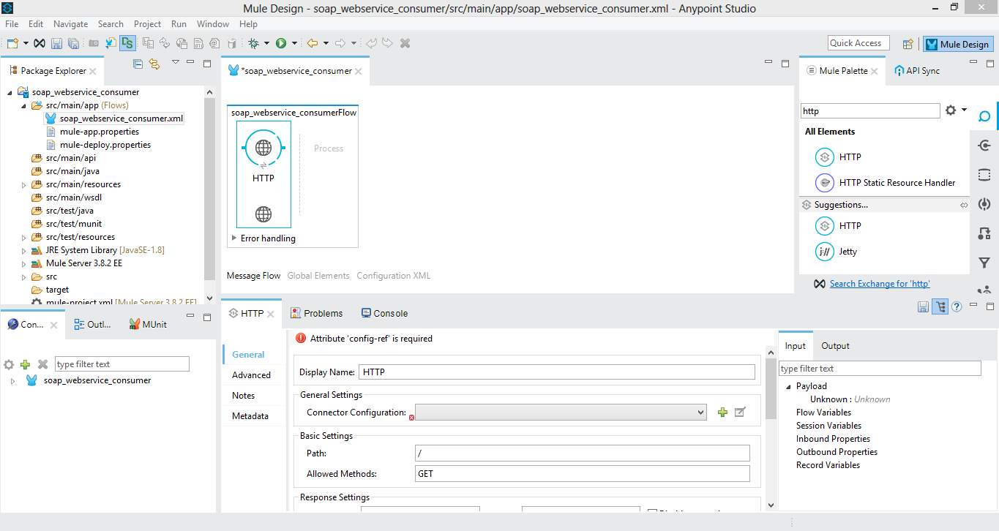 Mule Design - soap_webservice_consumer/src/main/app/soap_webservice_consumer.xml - Anypoint Studio
File Edit Navigate Search Project Run Window Help
Quick Access
Mule Design
Package Explorer
soap_webservice_consumer
src/main/app (Flows)
soap_webservice_consumer.xml
mule-app.properties
mule-deploy.properties
src/main/api
src/main/java
src/main/resources
src/main/wsdl
src/test/java
src/test/munit
src/test/resources
JRE System Library [JavaSE-1.8]
Mule Server 3.8.2 EE
src
target
mule-project.xml [Mule Server 3.8.2 EE]
*soap_webservice_consumer
soap_webservice_consumerFlow
Process
HTTP
Error handling
Message Flow Global Elements Configuration XML
Mule Palette API Sync
http
All Elements
HTTP
HTTP Static Resource Handler
Suggestions...
HTTP
Jetty
Search Exchange for 'http'
Con... Outl... MUnit
type filter text
soap_webservice_consumer
HTTP Problems Console
Attribute 'config-ref' is required
General
Advanced
Notes
Metadata
Display Name: HTTP
General Settings
Connector Configuration:
Basic Settings
Path: /
Allowed Methods: GET
Response Settings
Input Output
type filter text
Payload
Unknown : Unknown
Flow Variables
Session Variables
Inbound Properties
Outbound Properties
Record Variables